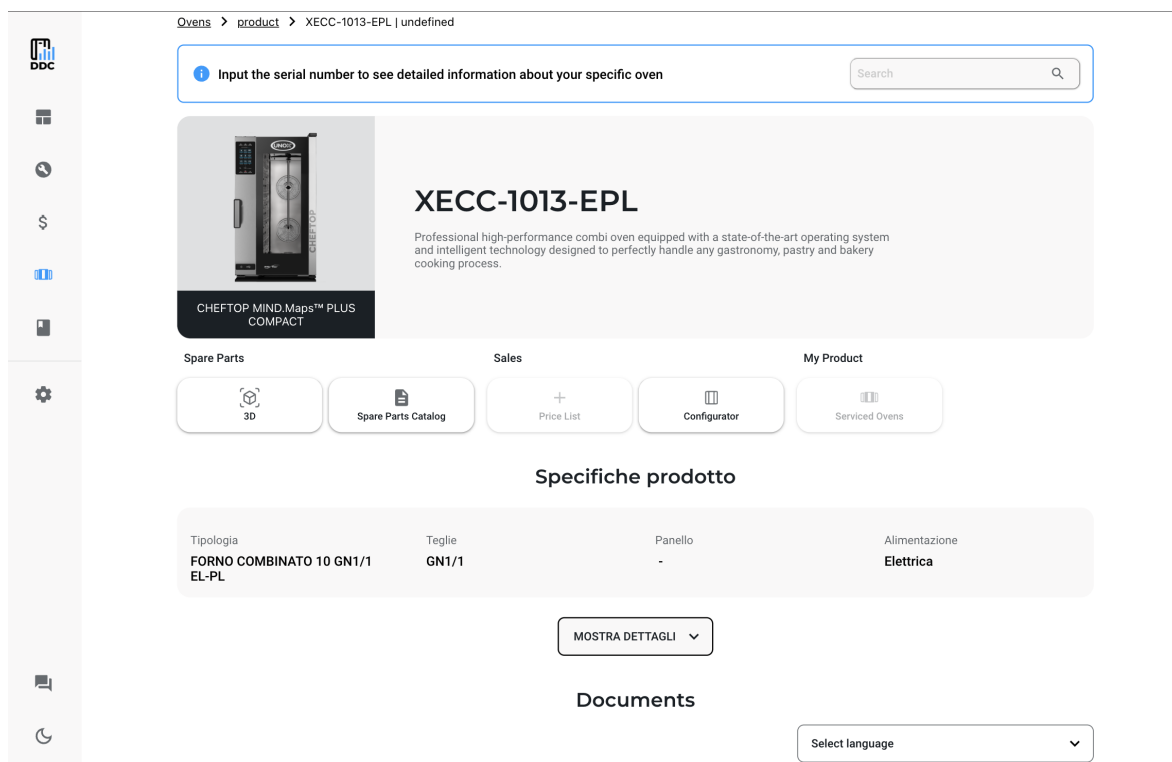 Ovens > product > XECC-1013-EPL | undefined
DDC
Input the serial number to see detailed information about your specific oven
Search
UNOX
CHEFTOP
XECC-1013-EPL
Professional high-performance combi oven equipped with a state-of-the-art operating system
and intelligent technology designed to perfectly handle any gastronomy, pastry and bakery
cooking process.
CHEFTOP MIND.Maps™ PLUS
COMPACT
Spare Parts
Sales
My Product
3D
Spare Parts Catalog
Price List
Configurator
Serviced Ovens
Specifiche prodotto
Tipologia
Teglie
Panello
Alimentazione
FORNO COMBINATO 10 GN1/1
EL-PL
GN1/1
-
Elettrica
MOSTRA DETTAGLI
Documents
Select language